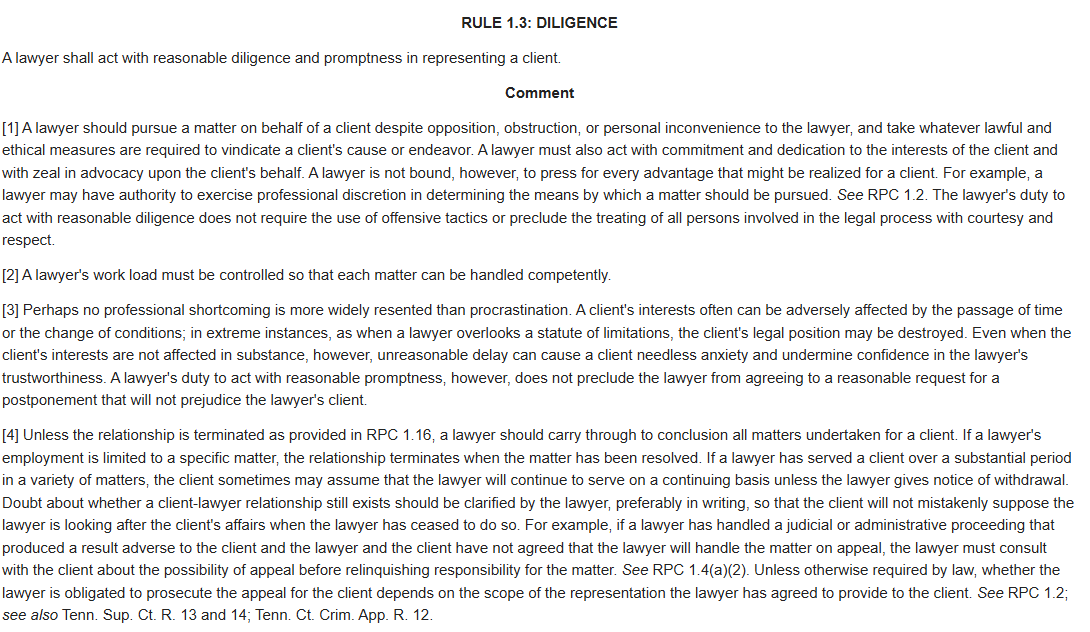 RULE 1.3: DILIGENCE
A lawyer shall act with reasonable diligence and promptness in representing a client.
Comment
[1] A lawyer should pursue a matter on behalf of a client despite opposition, obstruction, or personal inconvenience to the lawyer, and take whatever lawful and
ethical measures are required to vindicate a client's cause or endeavor. A lawyer must also act with commitment and dedication to the interests of the client and
with zeal in advocacy upon the client's behalf. A lawyer is not bound, however, to press for every advantage that might be realized for a client. For example, a
lawyer may have authority to exercise professional discretion in determining the means by which a matter should be pursued. See RPC 1.2. The lawyer's duty to
act with reasonable diligence does not require the use of offensive tactics or preclude the treating of all persons involved in the legal process with courtesy and
respect.
[2] A lawyer's work load must be controlled so that each matter can be handled competently.
[3] Perhaps no professional shortcoming is more widely resented than procrastination. A client's interests often can be adversely affected by the passage of time
or the change of conditions; in extreme instances, as when a lawyer overlooks a statute of limitations, the client's legal position may be destroyed. Even when the
client's interests are not affected in substance, however, unreasonable delay can cause a client needless anxiety and undermine confidence in the lawyer's
trustworthiness. A lawyer's duty to act with reasonable promptness, however, does not preclude the lawyer from agreeing to a reasonable request for a
postponement that will not prejudice the lawyer's client.
[4] Unless the relationship is terminated as provided in RPC 1.16, a lawyer should carry through to conclusion all matters undertaken for a client. If a lawyer's
employment is limited to a specific matter, the relationship terminates when the matter has been resolved. If a lawyer has served a client over a substantial period
in a variety of matters, the client sometimes may assume that the lawyer will continue to serve on a continuing basis unless the lawyer gives notice of withdrawal.
Doubt about whether a client-lawyer relationship still exists should be clarified by the lawyer, preferably in writing, so that the client will not mistakenly suppose the
lawyer is looking after the client's affairs when the lawyer has ceased to do so. For example, if a lawyer has handled a judicial or administrative proceeding that
produced a result adverse to the client and the lawyer and the client have not agreed that the lawyer will handle the matter on appeal, the lawyer must consult
with the client about the possibility of appeal before relinquishing responsibility for the matter. See RPC 1.4(a)(2). Unless otherwise required by law, whether the
lawyer is obligated to prosecute the appeal for the client depends on the scope of the representation the lawyer has agreed to provide to the client. See RPC 1.2;
see also Tenn. Sup. Ct. R. 13 and 14; Tenn. Ct. Crim. App. R. 12.